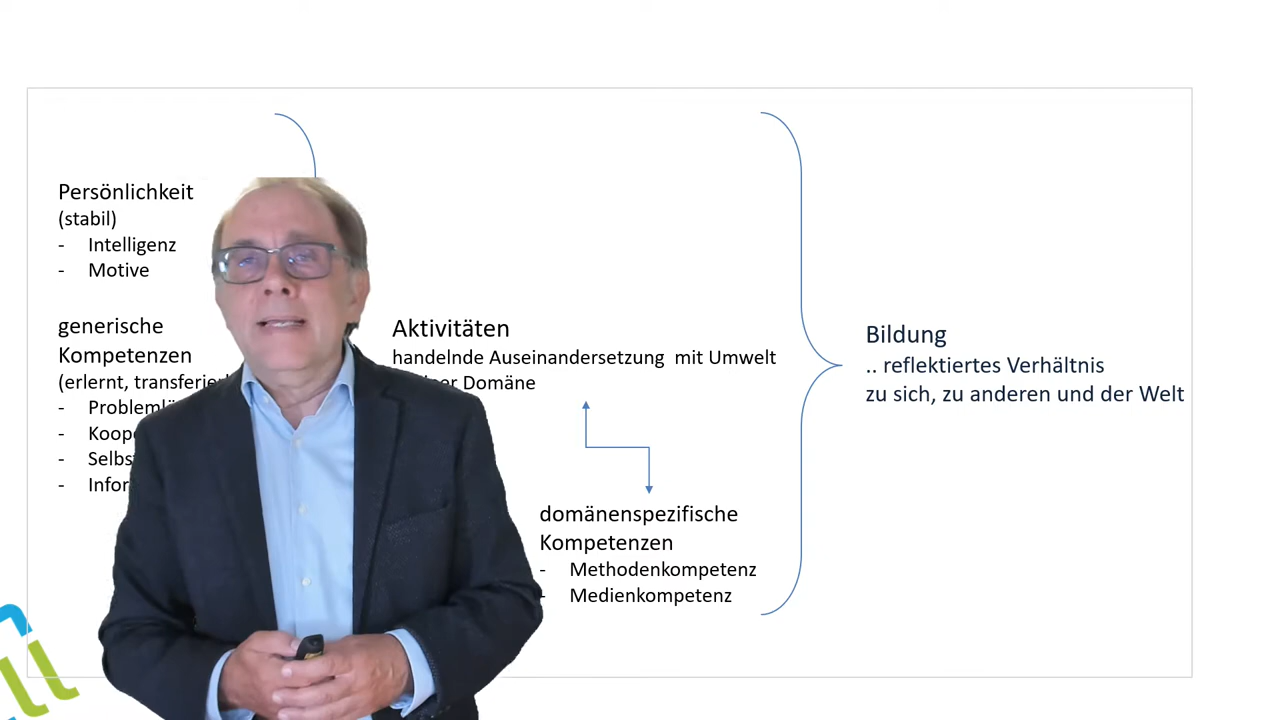 Persönlichkeit
(stabil)
- Intelligenz
- Motive
generische
Kompetenzen
(erlernt,
-
-
-
-
Aktivitäten
handelnde Auseinandersetzung mit Umwelt
Domäne
domänenspezifische
Kompetenzen
- Methodenkompetenz
- Medienkompetenz
Bildung
.. reflektiertes Verhältnis
zu sich, zu anderen und der Welt